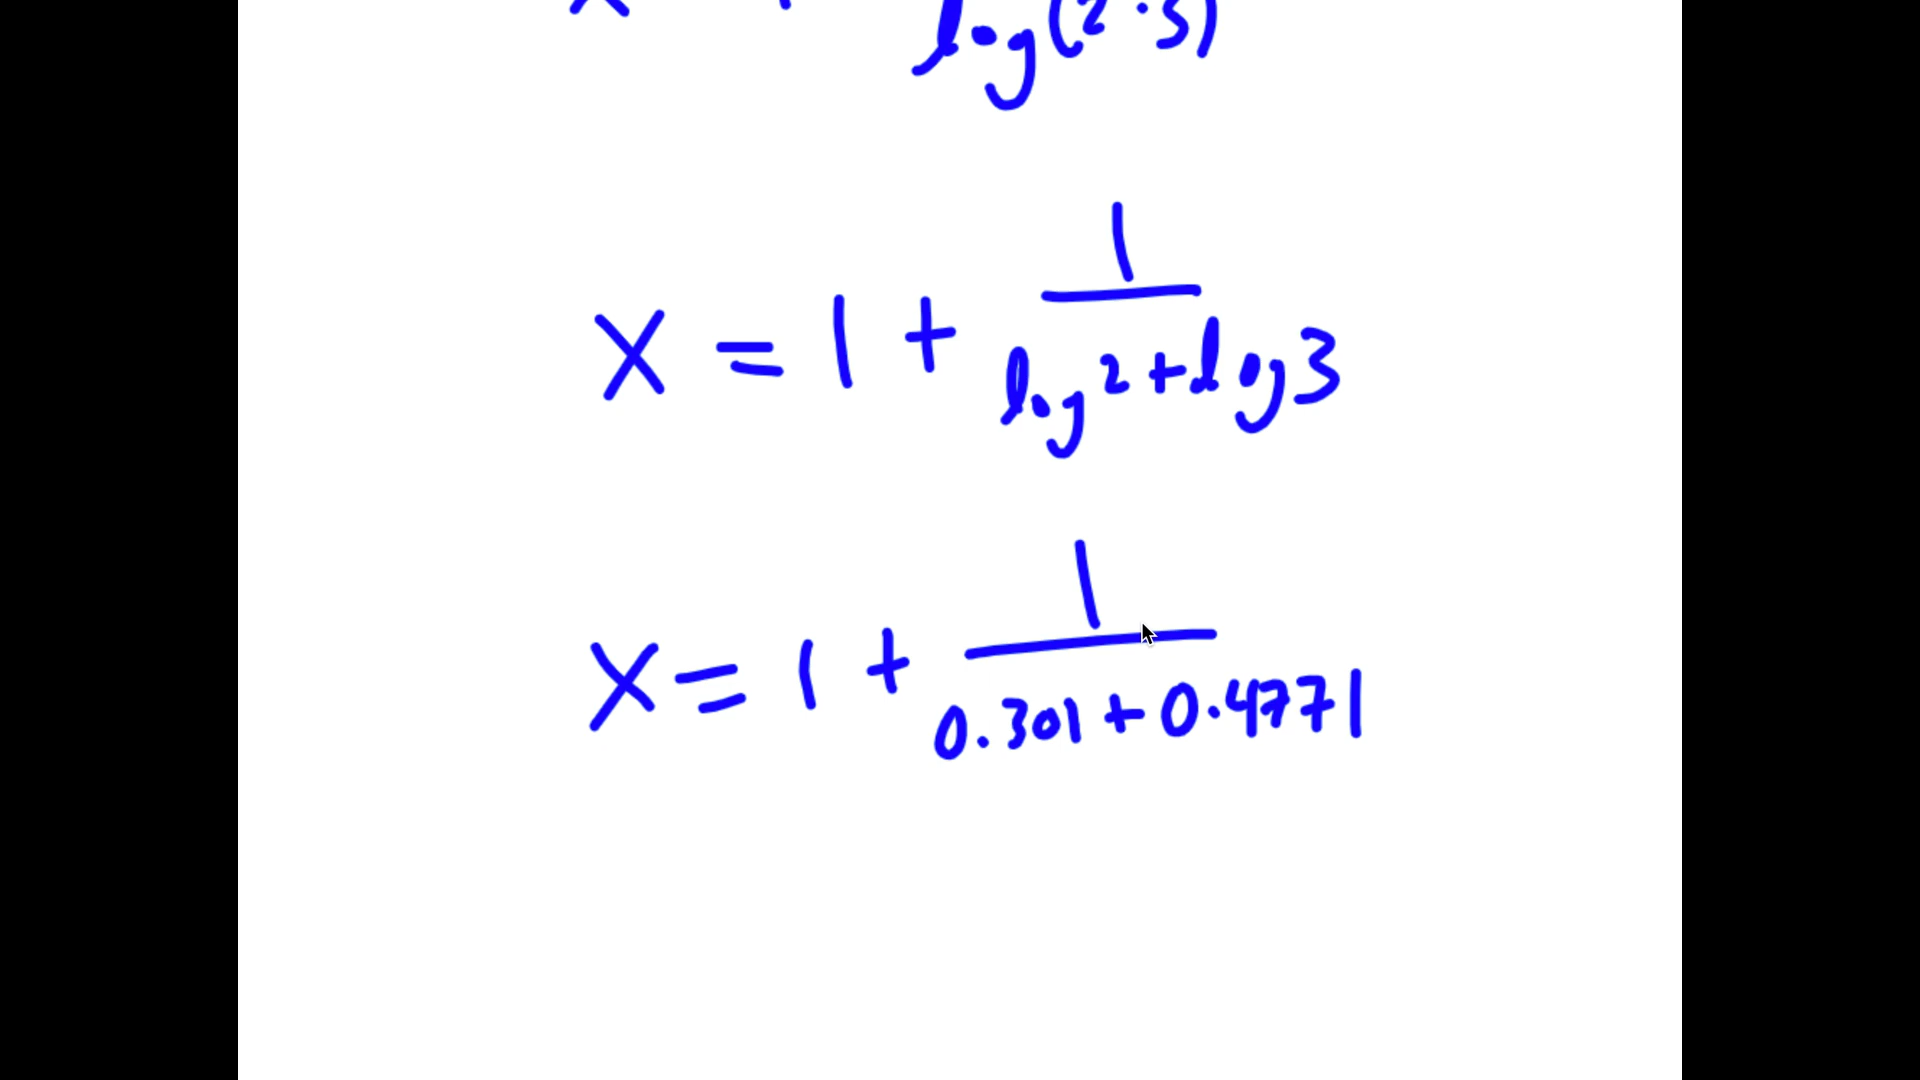 log(2·3)
x = 1 + 1/(log 2 + log 3)
x = 1 + 1/(0.301 + 0.4771)